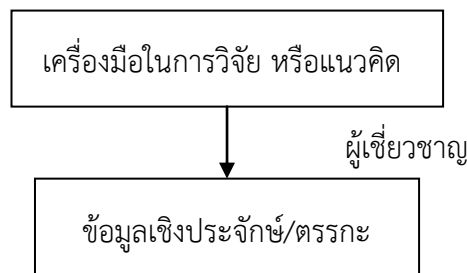 เครื่องมือในการวิจัย หรือแนวคิด
ผู้เชี่ยวชาญ
ข้อมูลเชิงประจักษ์/ตรรกะ